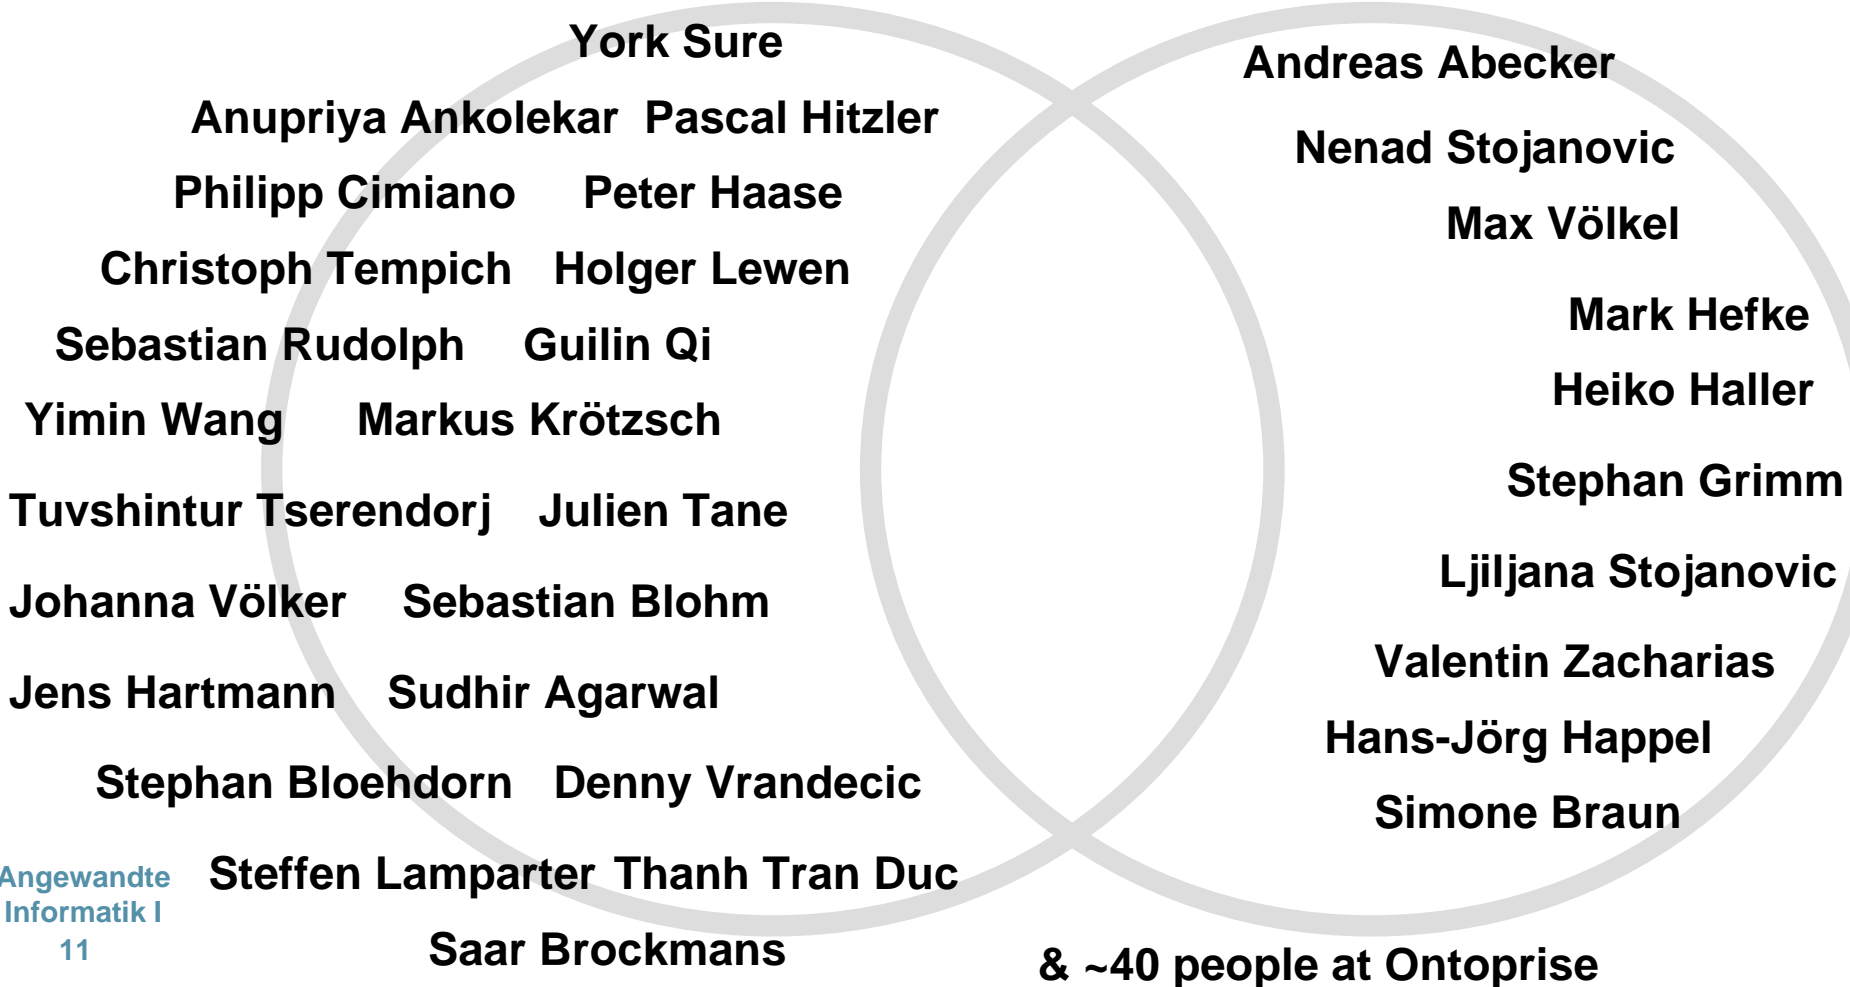 York Sure
Anupriya Ankolekar Pascal Hitzler
Philipp Cimiano Peter Haase
Christoph Tempich Holger Lewen
Sebastian Rudolph Guilin Qi
Yimin Wang Markus Krötzsch
Tuvshintur Tserendorj Julien Tane
Johanna Völker Sebastian Blohm
Jens Hartmann Sudhir Agarwal
Stephan Bloehdorn Denny Vrandecic
Steffen Lamparter Thanh Tran Duc
Saar Brockmans
Andreas Abecker
Nenad Stojanovic
Max Völkel
Mark Hefke
Heiko Haller
Stephan Grimm
Ljiljana Stojanovic
Valentin Zacharias
Hans-Jörg Happel
Simone Braun
& ~40 people at Ontoprise
Angewandte
Informatik I
11